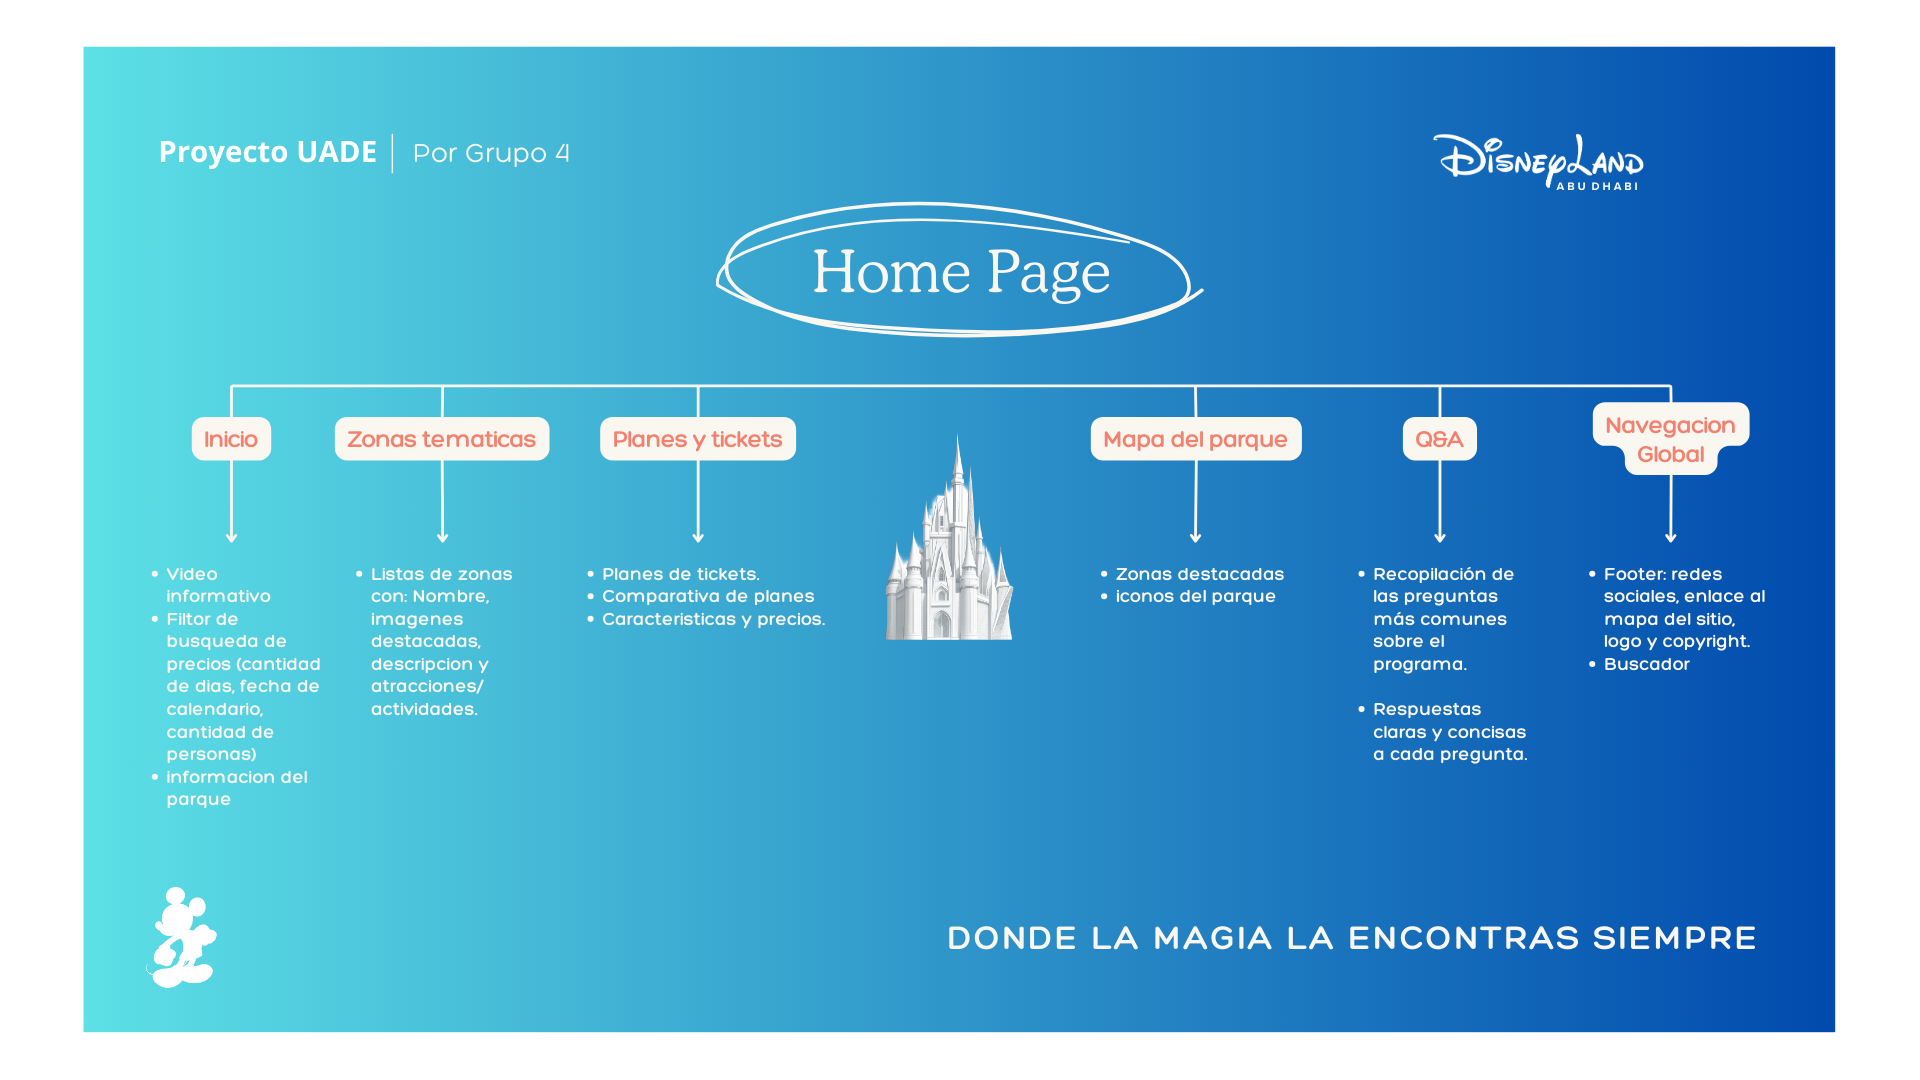 Proyecto UADE | Por Grupo 4
DISNEYLAND
ABU DHABI
Home Page
Inicio
Video
informativo
Filtor de
busqueda de
precios (cantidad
de dias, fecha de
calendario,
cantidad de
personas)
informacion del
parque
Zonas tematicas
Listas de zonas
con: Nombre,
imagenes
destacadas,
descripcion y
atracciones/
actividades.
Planes y tickets
Planes de tickets.
Comparativa de planes
Caracteristicas y precios.
Mapa del parque
Zonas destacadas
iconos del parque
Q&A
Recopilación de
las preguntas
más comunes
sobre el
programa.
Respuestas
claras y concisas
a cada pregunta.
Navegacion
Global
Footer: redes
sociales, enlace al
mapa del sitio,
logo y copyright.
Buscador
DONDE LA MAGIA LA ENCONTRAS SIEMPRE